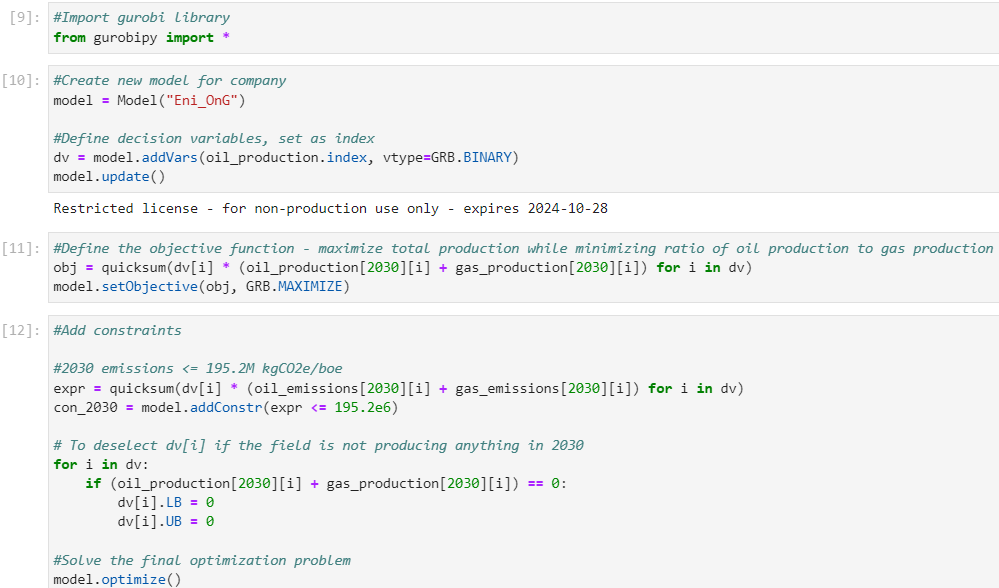 [9]: #Import gurobi library
from gurobipy import *
[10]: #Create new model for company
model = Model("Eni_OnG")
#Define decision variables, set as index
dv = model.addVars(oil_production.index, vtype=GRB.BINARY)
model.update()
Restricted license - for non-production use only - expires 2024-10-28
[11]: #Define the objective function - maximize total production while minimizing ratio of oil production to gas production
obj = quicksum(dv[i] * (oil_production[2030][i] + gas_production[2030][i]) for i in dv)
model.setObjective(obj, GRB.MAXIMIZE)
[12]: #Add constraints
#2030 emissions <= 195.2M kgCO2e/boe
expr = quicksum(dv[i] * (oil_emissions[2030][i] + gas_emissions[2030][i]) for i in dv)
con_2030 = model.addConstr(expr <= 195.2e6)
# To deselect dv[i] if the field is not producing anything in 2030
for i in dv:
if (oil_production[2030][i] + gas_production[2030][i]) == 0:
dv[i].LB = 0
dv[i].UB = 0
#Solve the final optimization problem
model.optimize()